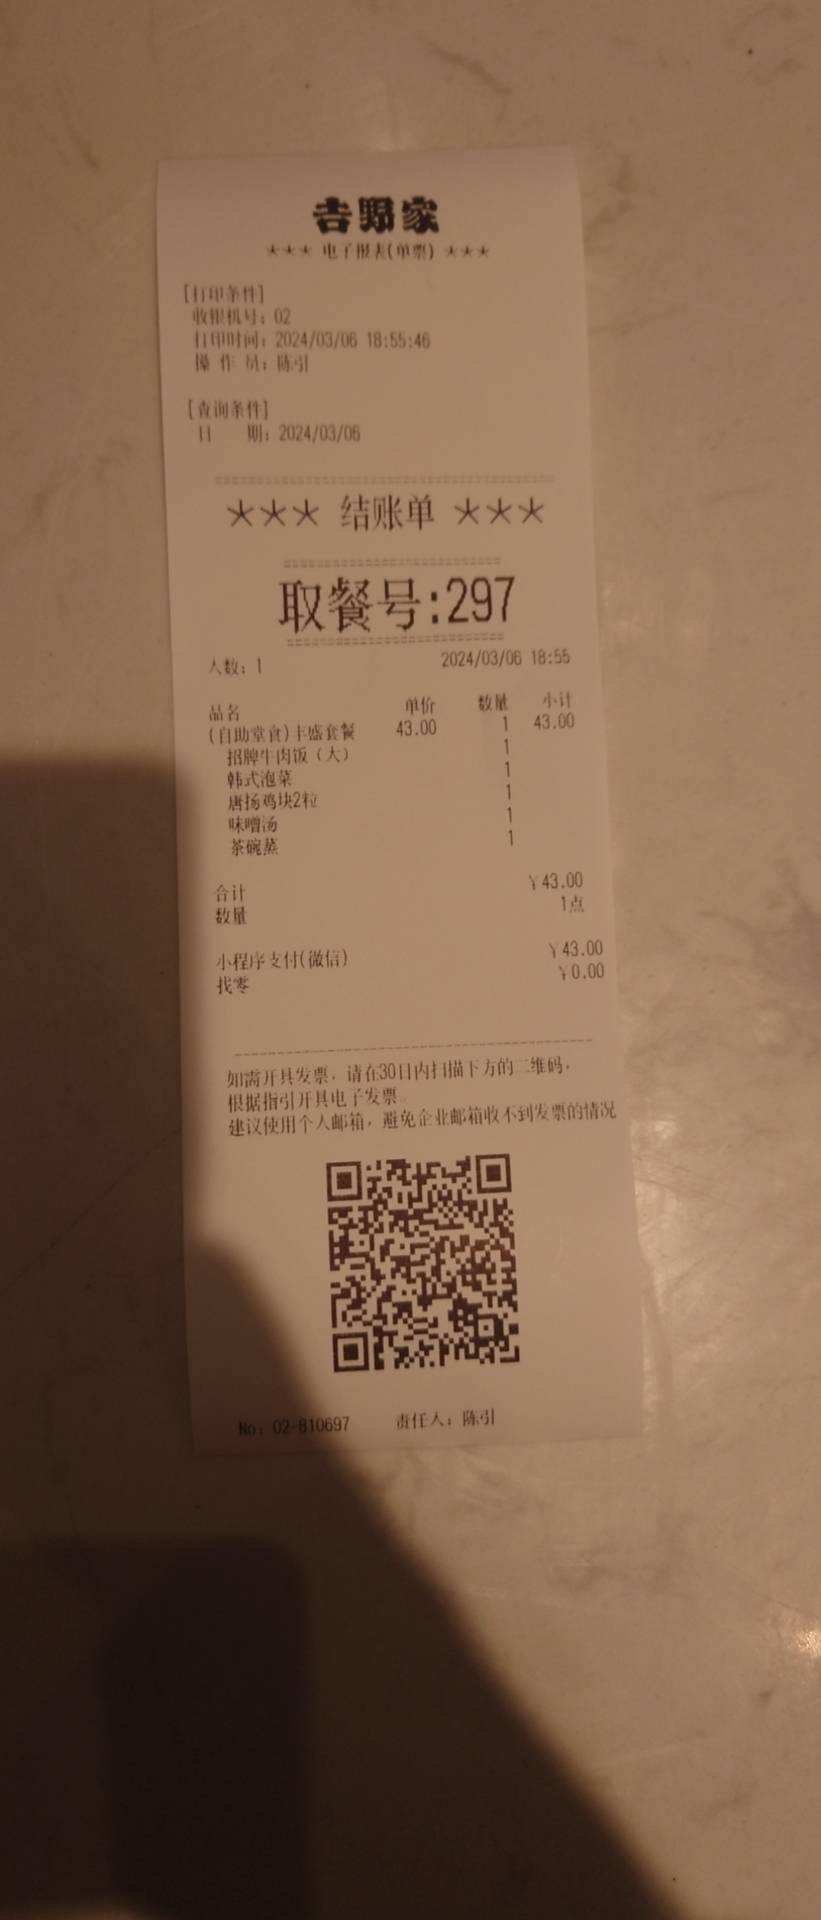 吉野家
★★★ 电子报表(单票) ★★★
[打印条件]
收银机号: 02
打印时间: 2024/03/06 18:55:46
操 作 员: 陈引
[查询条件]
日 期: 2024/03/06
★★★ 结账单 ★★★
取餐号:297
人数: 1 2024/03/06 18:55
品名 单价 数量 小计
(自助堂食)丰盛套餐 43.00 1 43.00
招牌牛肉饭（大） 1
韩式泡菜 1
唐扬鸡块2粒 1
味噌汤 1
茶碗蒸 1
合计 ￥43.00
数量 1点
小程序支付(微信) ￥43.00
找零 ￥0.00
如需开具发票，请在30日内扫描下方的二维码，
根据指引开具电子发票。
建议使用个人邮箱，避免企业邮箱收不到发票的情况
No: 02-810697 责任人: 陈引